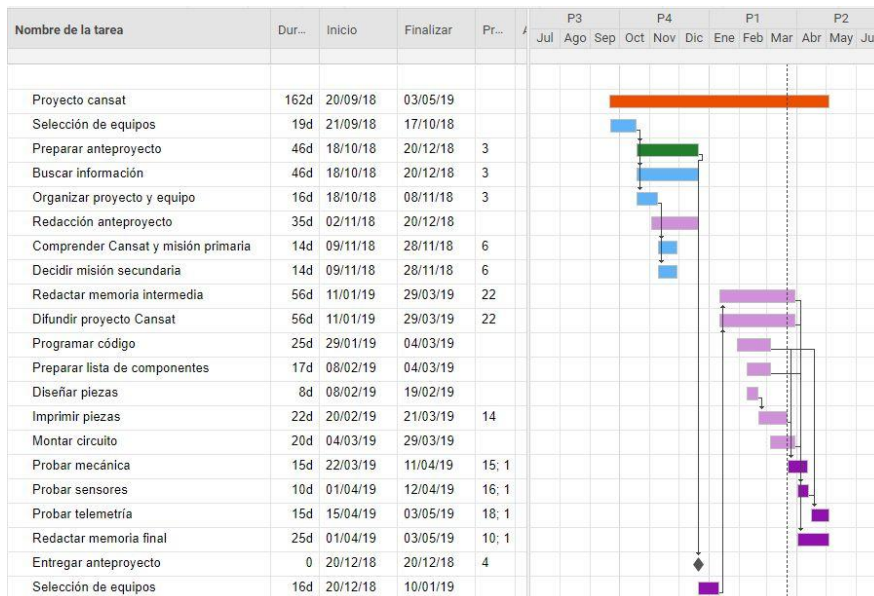 P3 P4 P1 P2
Nombre de la tarea Dur... Inicio Finalizar Pr... Jul Ago Sep Oct Nov Dic Ene Feb Mar Abr May Ju
Proyecto cansat 162d 20/09/18 03/05/19
Selección de equipos 19d 21/09/18 17/10/18
Preparar anteproyecto 46d 18/10/18 20/12/18 3
Buscar información 46d 18/10/18 20/12/18 3
Organizar proyecto y equipo 16d 18/10/18 08/11/18 3
Redacción anteproyecto 35d 02/11/18 20/12/18
Comprender Cansat y misión primaria 14d 09/11/18 28/11/18 6
Decidir misión secundaria 14d 09/11/18 28/11/18 6
Redactar memoria intermedia 56d 11/01/19 29/03/19 22
Difundir proyecto Cansat 56d 11/01/19 29/03/19 22
Programar código 25d 29/01/19 04/03/19
Preparar lista de componentes 17d 08/02/19 04/03/19
Diseñar piezas 8d 08/02/19 19/02/19
Imprimir piezas 22d 20/02/19 21/03/19 14
Montar circuito 20d 04/03/19 29/03/19
Probar mecánica 15d 22/03/19 11/04/19 15; 1
Probar sensores 10d 01/04/19 12/04/19 16; 1
Probar telemetría 15d 15/04/19 03/05/19 18; 1
Redactar memoria final 25d 01/04/19 03/05/19 10; 1
Entregar anteproyecto 0 20/12/18 20/12/18 4
Selección de equipos 16d 20/12/18 10/01/19